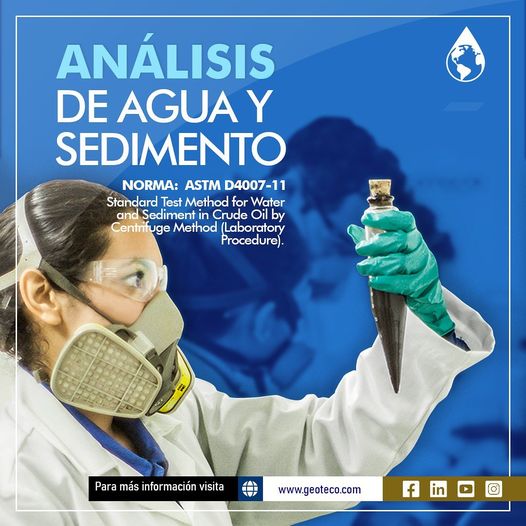 ANÁLISIS
DE AGUA Y
SEDIMENTO
NORMA: ASTM D4007-11
Standard Test Method for Water
and Sediment in Crude Oil by
Centrifuge Method (Laboratory
Procedure).
Para más información visita
www.geoteco.com